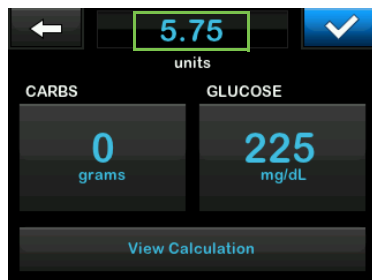 5.75
units
CARBS GLUCOSE
0 225
grams mg/dL
View Calculation